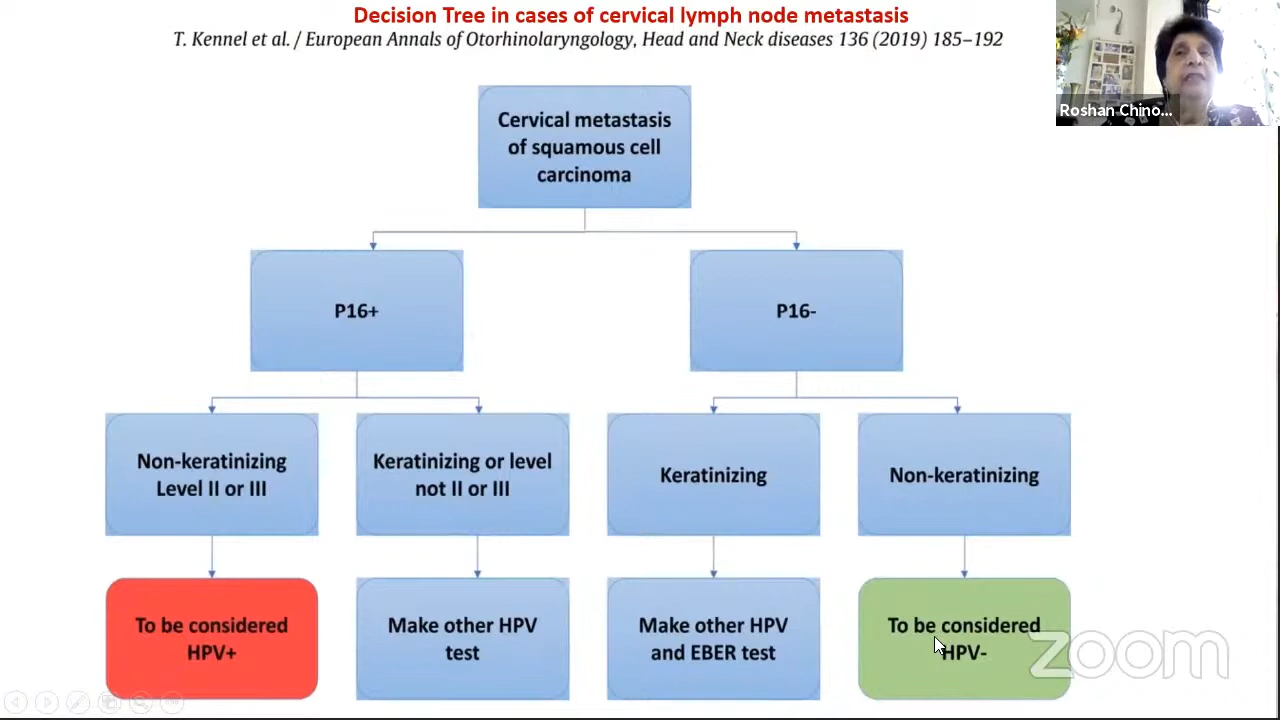 Decision Tree in cases of cervical lymph node metastasis
T. Kennel et al. / European Annals of Otorhinolaryngology, Head and Neck diseases 136 (2019) 185–192
Roshan Chino...
Cervical metastasis
of squamous cell
carcinoma
P16+
P16-
Non-keratinizing
Level II or III
Keratinizing or level
not II or III
Keratinizing
Non-keratinizing
To be considered
HPV+
Make other HPV
test
Make other HPV
and EBER test
To be considered
HPV-
zoom